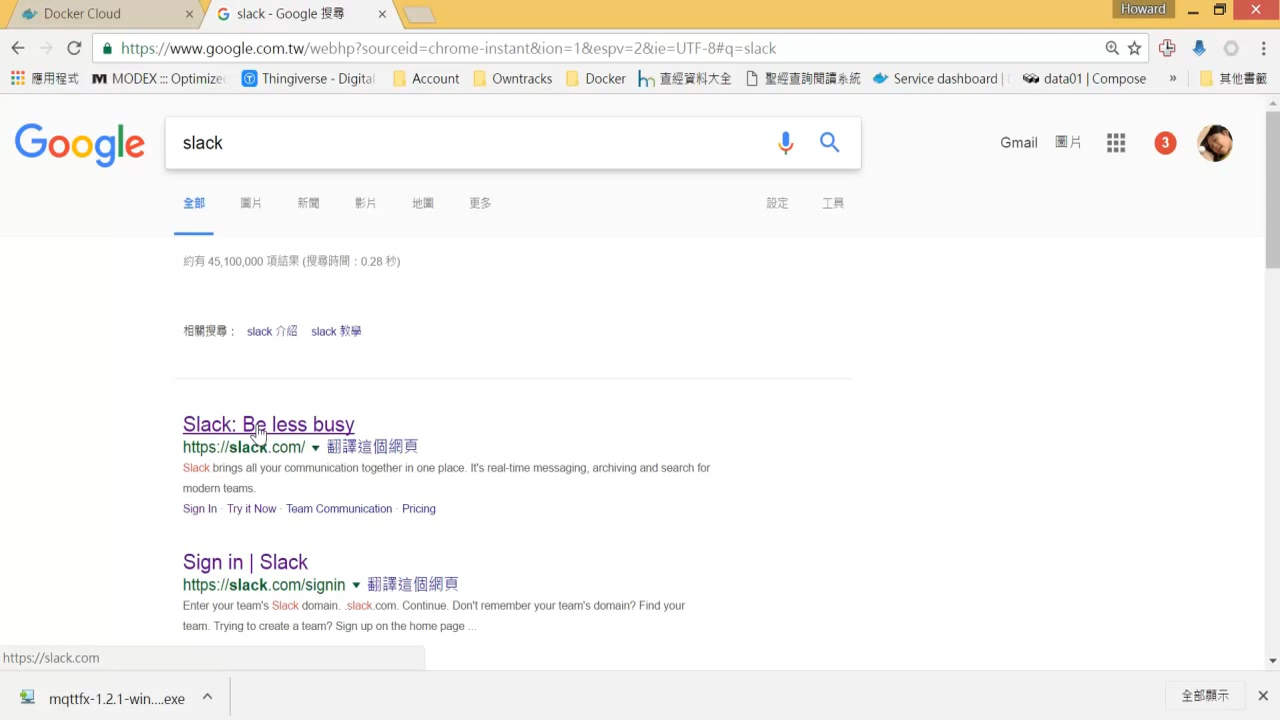 Docker Cloud
slack - Google 搜尋
Howard
https://www.google.com.tw/webhp?sourceid=chrome-instant&ion=1&espv=2&ie=UTF-8#q=slack
應用程式
MODEX ::: Optimize
Thingiverse - Digital
Account
Owntracks
Docker
查經資料大全
聖經查詢閱讀系統
Service dashboard |
data01 | Compose
»
其他書籤
Google
slack
Gmail
圖片
3
全部
圖片
新聞
影片
地圖
更多
設定
工具
約有 45,100,000 項結果 (搜尋時間：0.28 秒)
相關搜尋： slack 介紹 slack 教學
Slack: Be less busy
https://slack.com/ 翻譯這個網頁
Slack brings all your communication together in one place. It's real-time messaging, archiving and search for
modern teams.
Sign In · Try it Now · Team Communication · Pricing
Sign in | Slack
https://slack.com/signin 翻譯這個網頁
Enter your team's Slack domain. .slack.com. Continue. Don't remember your team's domain? Find your
team. Trying to create a team? Sign up on the home page ...
https://slack.com
mqttfx-1.2.1-win....exe
全部顯示